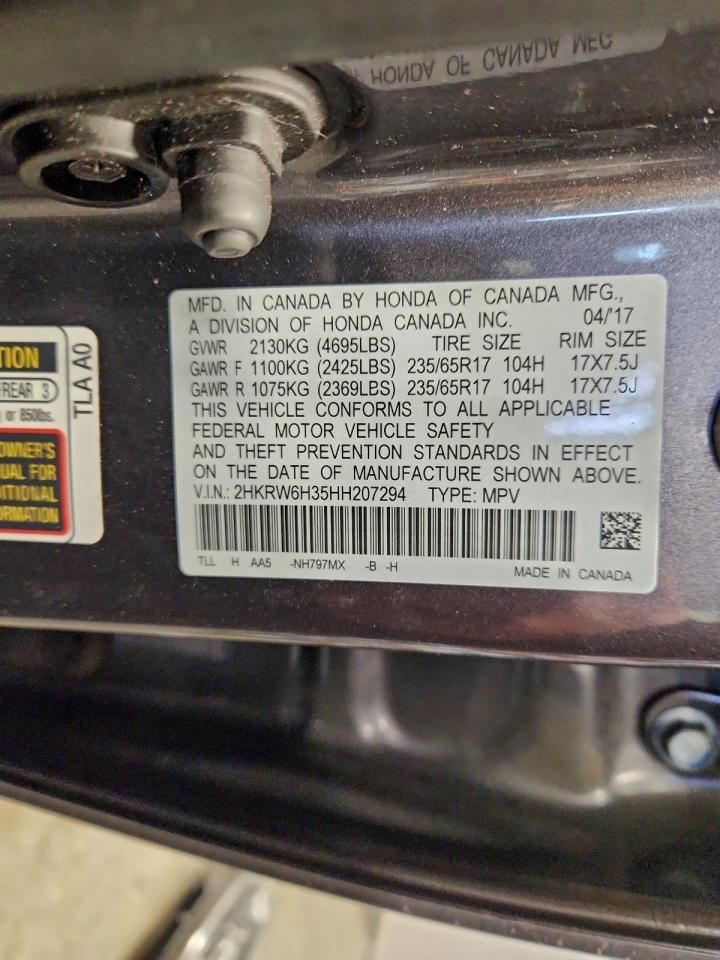 HONDA OF CANADA MFG
MFD. IN CANADA BY HONDA OF CANADA MFG.,
A DIVISION OF HONDA CANADA INC. 04/'17
GVWR 2130KG (4695LBS) TIRE SIZE RIM SIZE
GAWR F 1100KG (2425LBS) 235/65R17 104H 17X7.5J
GAWR R 1075KG (2369LBS) 235/65R17 104H 17X7.5J
THIS VEHICLE CONFORMS TO ALL APPLICABLE
FEDERAL MOTOR VEHICLE SAFETY
AND THEFT PREVENTION STANDARDS IN EFFECT
ON THE DATE OF MANUFACTURE SHOWN ABOVE.
V.I.N.: 2HKRW6H35HH207294 TYPE: MPV
TLL H AA5 -NH797MX -B -H
MADE IN CANADA
TION
REAR 3
or 850lbs.
OWNER'S
UAL FOR
DITIONAL
ORMATION
TLA A0